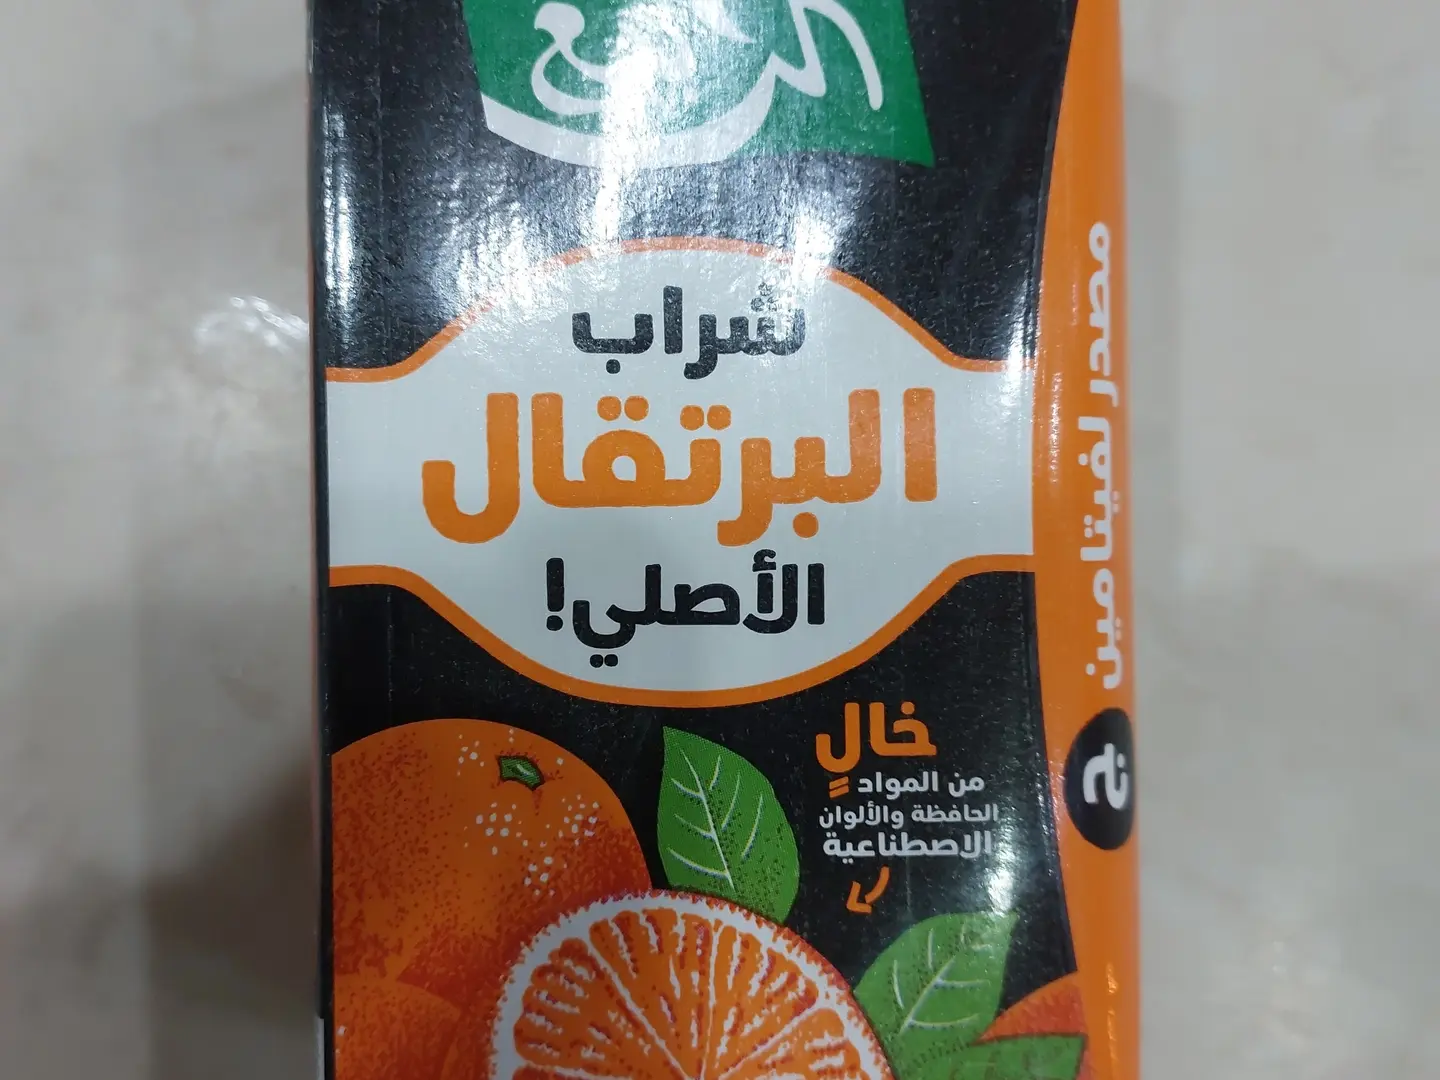 شراب
البرتقال
الأصلي!
خالٍ
من المواد
الحافظة والألوان
الاصطناعية
مصدر لفيتامين ج